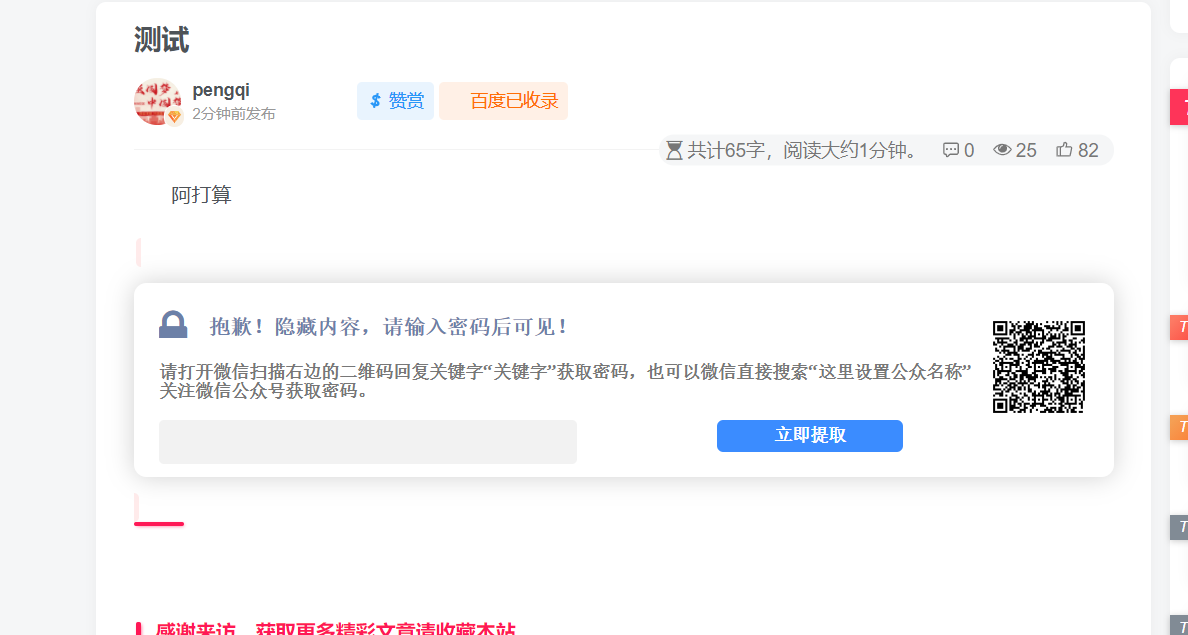 测试
pengqi
2分钟前发布
$ 赞赏
百度已收录
共计65字，阅读大约1分钟。 0 25 82
阿打算
抱歉！隐藏内容，请输入密码后可见！
请打开微信扫描右边的二维码回复关键字“关键字”获取密码，也可以微信直接搜索“这里设置公众名称”
关注微信公众号获取密码。
立即提取
感谢来访，获取更多精彩文章请收藏本站